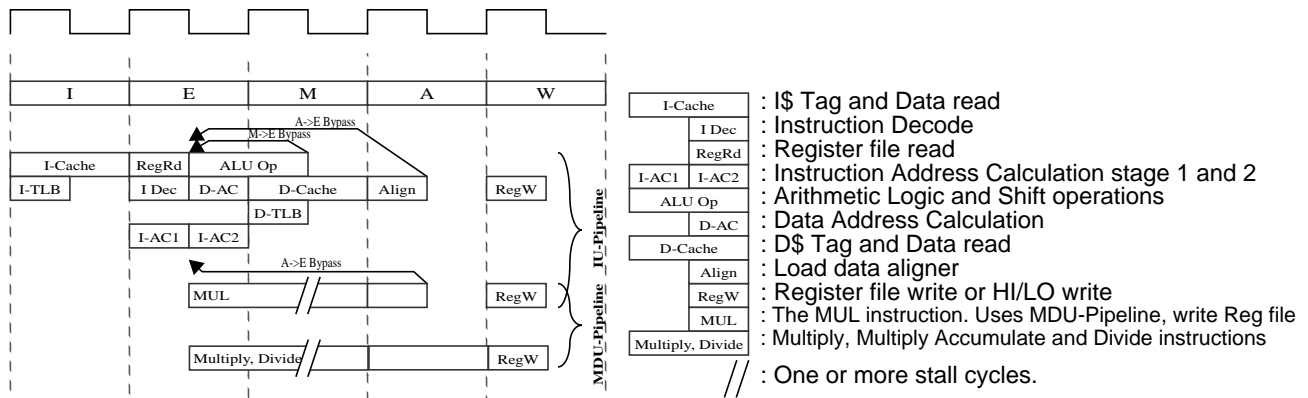 I E M A W
A->E Bypass
M->E Bypass
I-Cache RegRd ALU Op
I-TLB I Dec D-AC D-Cache Align RegW
D-TLB
I-AC1 I-AC2
A->E Bypass
MUL RegW
Multiply, Divide RegW
IU-Pipeline
MDU-Pipeline
I-Cache : I$ Tag and Data read
I Dec : Instruction Decode
RegRd : Register file read
I-AC1 I-AC2 : Instruction Address Calculation stage 1 and 2
ALU Op : Arithmetic Logic and Shift operations
D-AC : Data Address Calculation
D-Cache : D$ Tag and Data read
Align : Load data aligner
RegW : Register file write or HI/LO write
MUL : The MUL instruction. Uses MDU-Pipeline, write Reg file
Multiply, Divide : Multiply, Multiply Accumulate and Divide instructions
: One or more stall cycles.